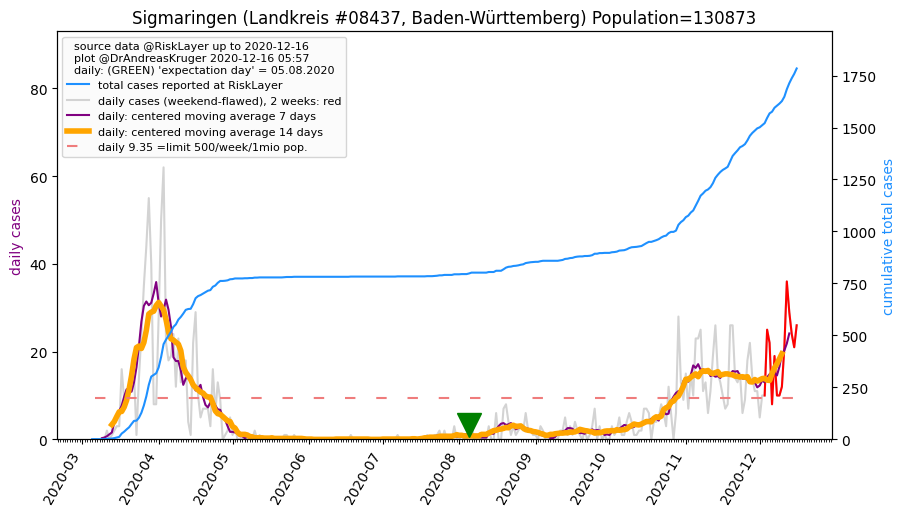 Sigmaringen (Landkreis #08437, Baden-Württemberg) Population=130873
source data @RiskLayer up to 2020-12-16
plot @DrAndreasKruger 2020-12-16 05:57
daily: (GREEN) 'expectation day' = 05.08.2020
total cases reported at RiskLayer
daily cases (weekend-flawed), 2 weeks: red
daily: centered moving average 7 days
daily: centered moving average 14 days
daily 9.35 =limit 500/week/1mio pop.
daily cases
80
60
40
20
0
cumulative total cases
1750
1500
1250
1000
750
500
250
0
2020-03
2020-04
2020-05
2020-06
2020-07
2020-08
2020-09
2020-10
2020-11
2020-12